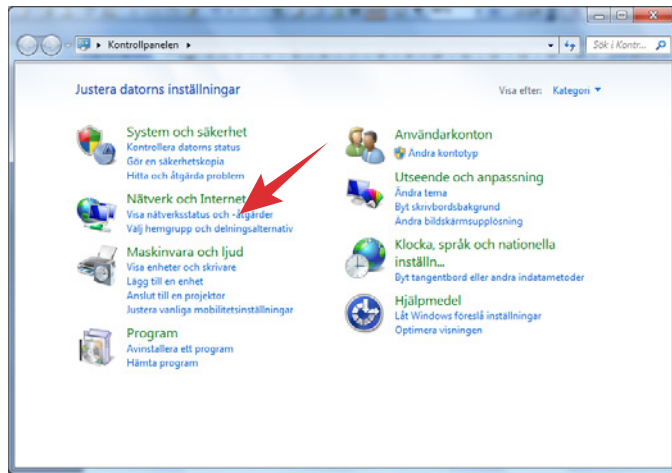 Kontrollpanelen
Sök i Kontr...
Justera datorns inställningar
Visa efter: Kategori
System och säkerhet
Kontrollera datorns status
Gör en säkerhetskopia
Hitta och åtgärda problem
Nätverk och Internet
Visa nätverksstatus och -åtgärder
Välj hemgrupp och delningsalternativ
Maskinvara och ljud
Visa enheter och skrivare
Lägg till en enhet
Anslut till en projektor
Justera vanliga mobilitetsinställningar
Program
Avinstallera ett program
Hämta program
Användarkonton
Ändra kontotyp
Utseende och anpassning
Ändra tema
Byt skrivbordsbakgrund
Ändra bildskärmsupplösning
Klocka, språk och nationella
inställn...
Byt tangentbord eller andra indatametoder
Hjälpmedel
Låt Windows föreslå inställningar
Optimera visningen